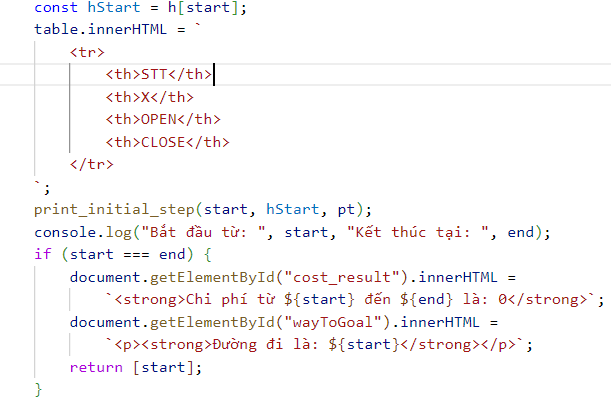 const hStart = h[start];
table.innerHTML = `
    <tr>
        <th>STT</th>
        <th>X</th>
        <th>OPEN</th>
        <th>CLOSE</th>
    </tr>
`;
print_initial_step(start, hStart, pt);
console.log("Bắt đầu từ: ", start, "Kết thúc tại: ", end);
if (start === end) {
    document.getElementById("cost_result").innerHTML =
        `<strong>Chi phí từ ${start} đến ${end} là: 0</strong>`;
    document.getElementById("wayToGoal").innerHTML =
        `<p><strong>Đường đi là: ${start}</strong></p>`;
    return [start];
}